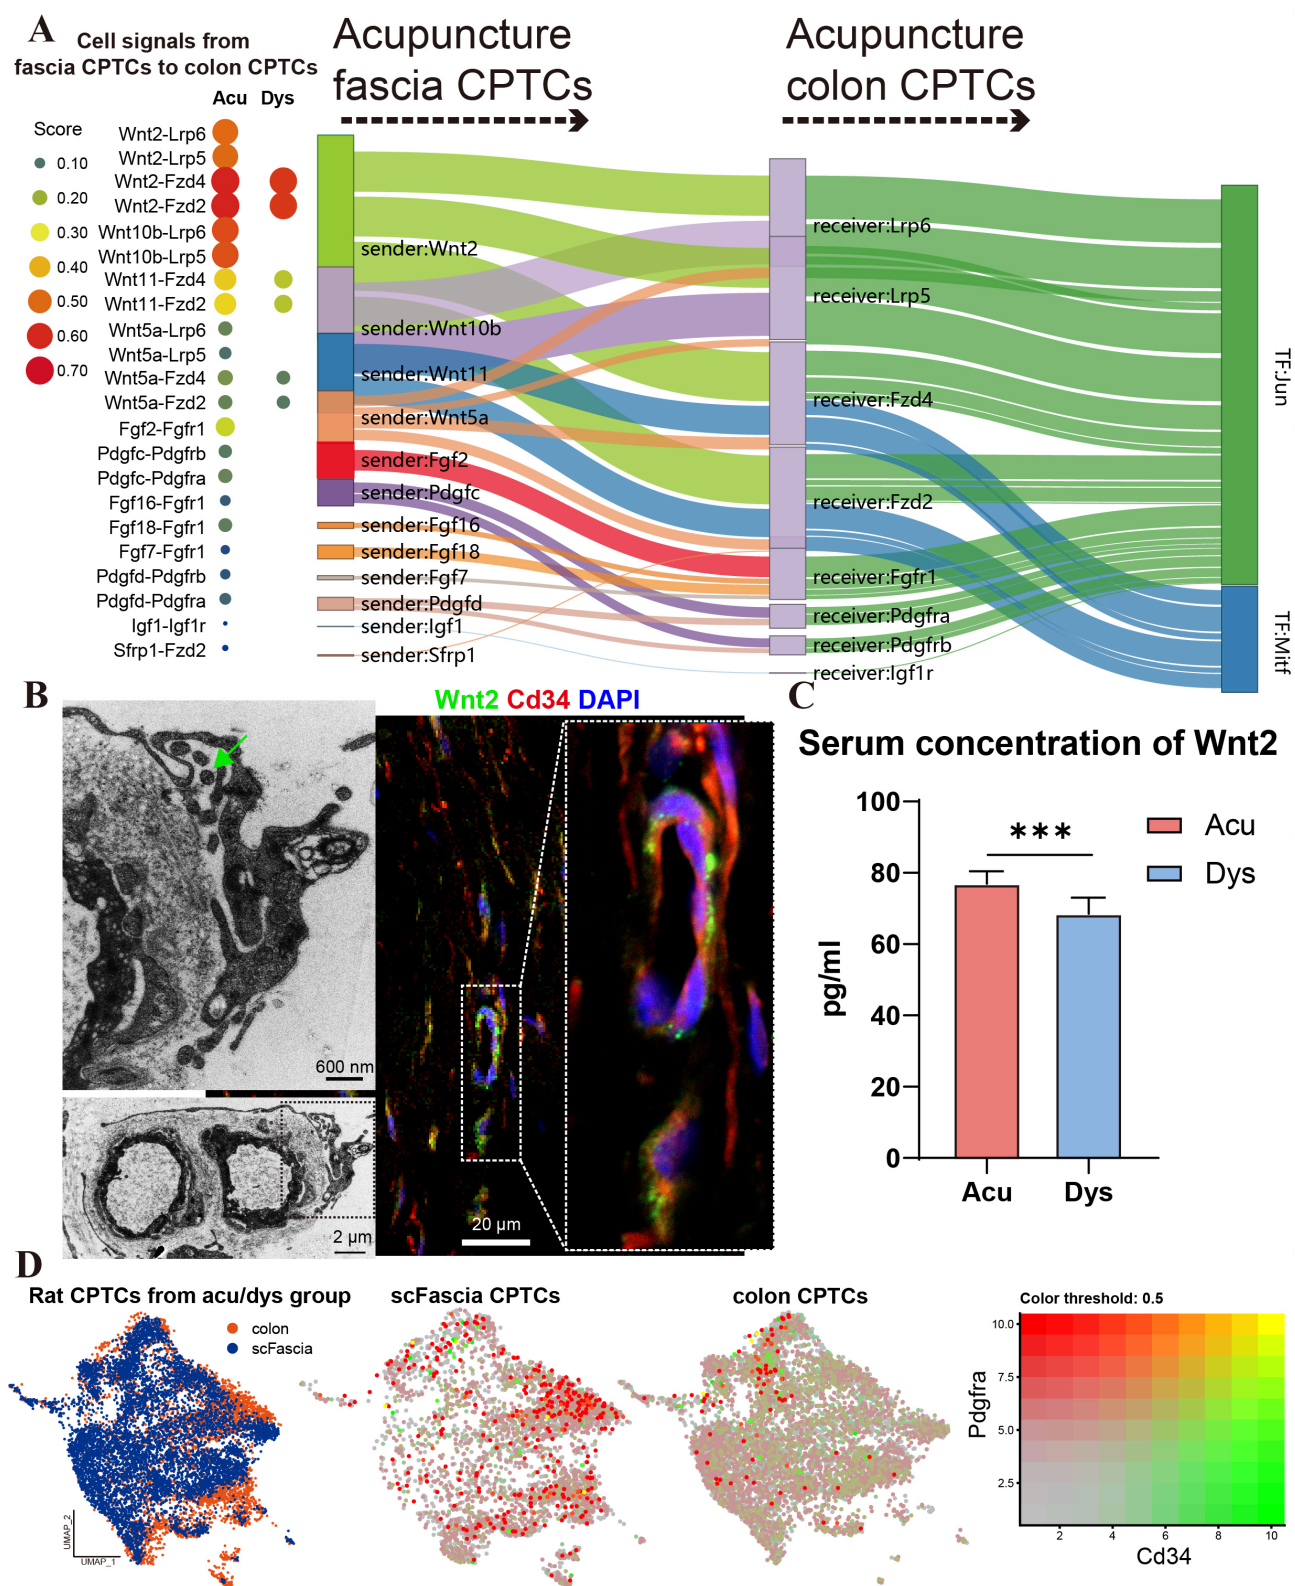 A
Cell signals from
fascia CPTCs to colon CPTCs
Acu Dys
Score
0.10
0.20
0.30
0.40
0.50
0.60
0.70
Wnt2-Lrp6
Wnt2-Lrp5
Wnt2-Fzd4
Wnt2-Fzd2
Wnt10b-Lrp6
Wnt10b-Lrp5
Wnt11-Fzd4
Wnt11-Fzd2
Wnt5a-Lrp6
Wnt5a-Lrp5
Wnt5a-Fzd4
Wnt5a-Fzd2
Fgf2-Fgfr1
Pdgfc-Pdgfrb
Pdgfc-Pdgfra
Fgf16-Fgfr1
Fgf18-Fgfr1
Fgf7-Fgfr1
Pdgfd-Pdgfrb
Pdgfd-Pdgfra
Igf1-Igf1r
Sfrp1-Fzd2
Acupuncture
fascia CPTCs
Acupuncture
colon CPTCs
sender:Wnt2
sender:Wnt10b
sender:Wnt11
sender:Wnt5a
sender:Fgf2
sender:Pdgfc
sender:Fgf16
sender:Fgf18
sender:Fgf7
sender:Pdgfd
sender:Igf1
sender:Sfrp1
receiver:Lrp6
receiver:Lrp5
receiver:Fzd4
receiver:Fzd2
receiver:Fgfr1
receiver:Pdgfra
receiver:Pdgfrb
receiver:Igf1r
TF:Jun
TF:Mitf
B
Wnt2 Cd34 DAPI
600 nm
2 μm
20 μm
C
Serum concentration of Wnt2
pg/ml
100
80
60
40
20
0
***
Acu
Dys
Acu
Dys
D
Rat CPTCs from acu/dys group
colon
scFascia
UMAP_2
UMAP_1
scFascia CPTCs
colon CPTCs
Color threshold: 0.5
Pdgfra
10.0
7.5
5.0
2.5
2 4 6 8 10
Cd34